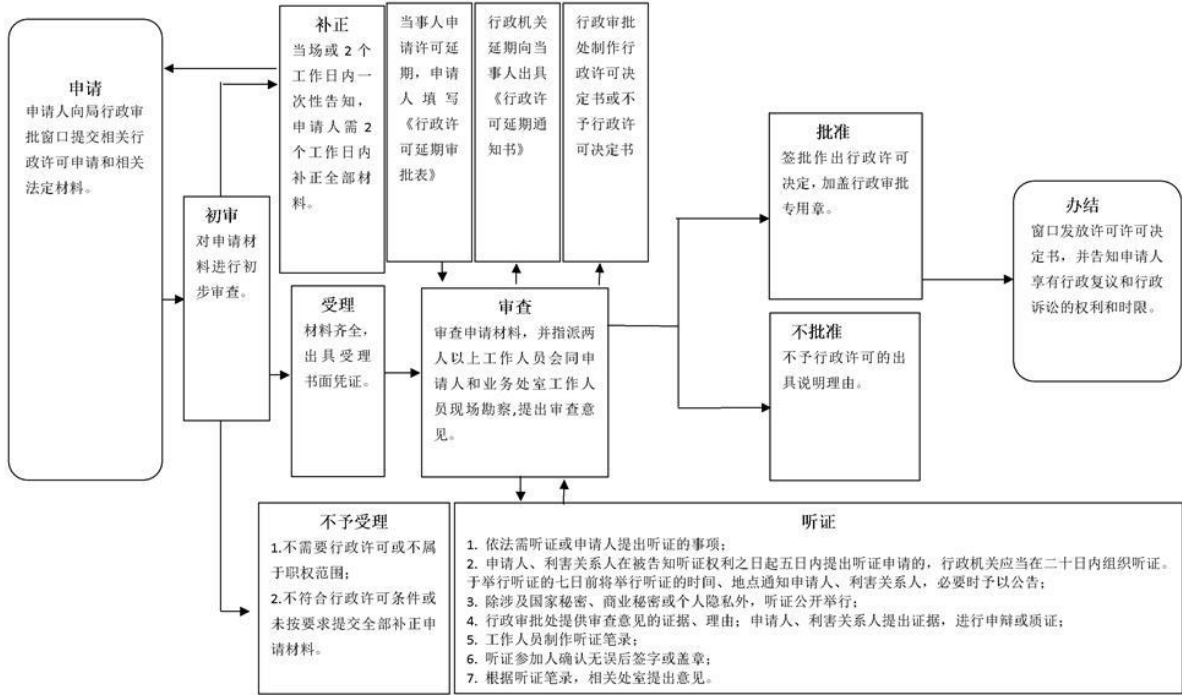 申请
申请人向局行政审
批窗口提交相关行
政许可申请和相关
法定材料。
初审
对申请材
料进行初
步审查。
补正
当场或 2 个
工作日内一
次性告知，
申请人需 2
个工作日内
补正全部材
料。
当事人申
请许可延
期，申请
人填写
《行政许
可延期审
批表》
行政机关
延期向当
事人出具
《行政许
可延期通
知书》
行政审批
处制作行
政许可决
定书或不
予行政许
可决定书
受理
材料齐全，
出具受理
书面凭证。
审查
审查申请材料，并指派两
人以上工作人员会同申
请人和业务处室工作人
员现场勘察,提出审查意
见。
批准
签批作出行政许可
决定，加盖行政审批
专用章。
不批准
不予行政许可的出
具说明理由。
办结
窗口发放许可许可决
定书，并告知申请人
享有行政复议和行政
诉讼的权利和时限。
不予受理
1.不需要行政许可或不属
于职权范围；
2.不符合行政许可条件或
未按要求提交全部补正申
请材料。
听证
1. 依法需听证或申请人提出听证的事项；
2. 申请人、利害关系人在被告知听证权利之日起五日内提出听证申请的，行政机关应当在二十日内组织听证。
于举行听证的七日前将举行听证的时间、地点通知申请人、利害关系人，必要时予以公告；
3. 除涉及国家秘密、商业秘密或个人隐私外，听证公开举行；
4. 行政审批处提供审查意见的证据、理由；申请人、利害关系人提出证据，进行申辩或质证；
5. 工作人员制作听证笔录；
6. 听证参加人确认无误后签字或盖章；
7. 根据听证笔录，相关处室提出意见。